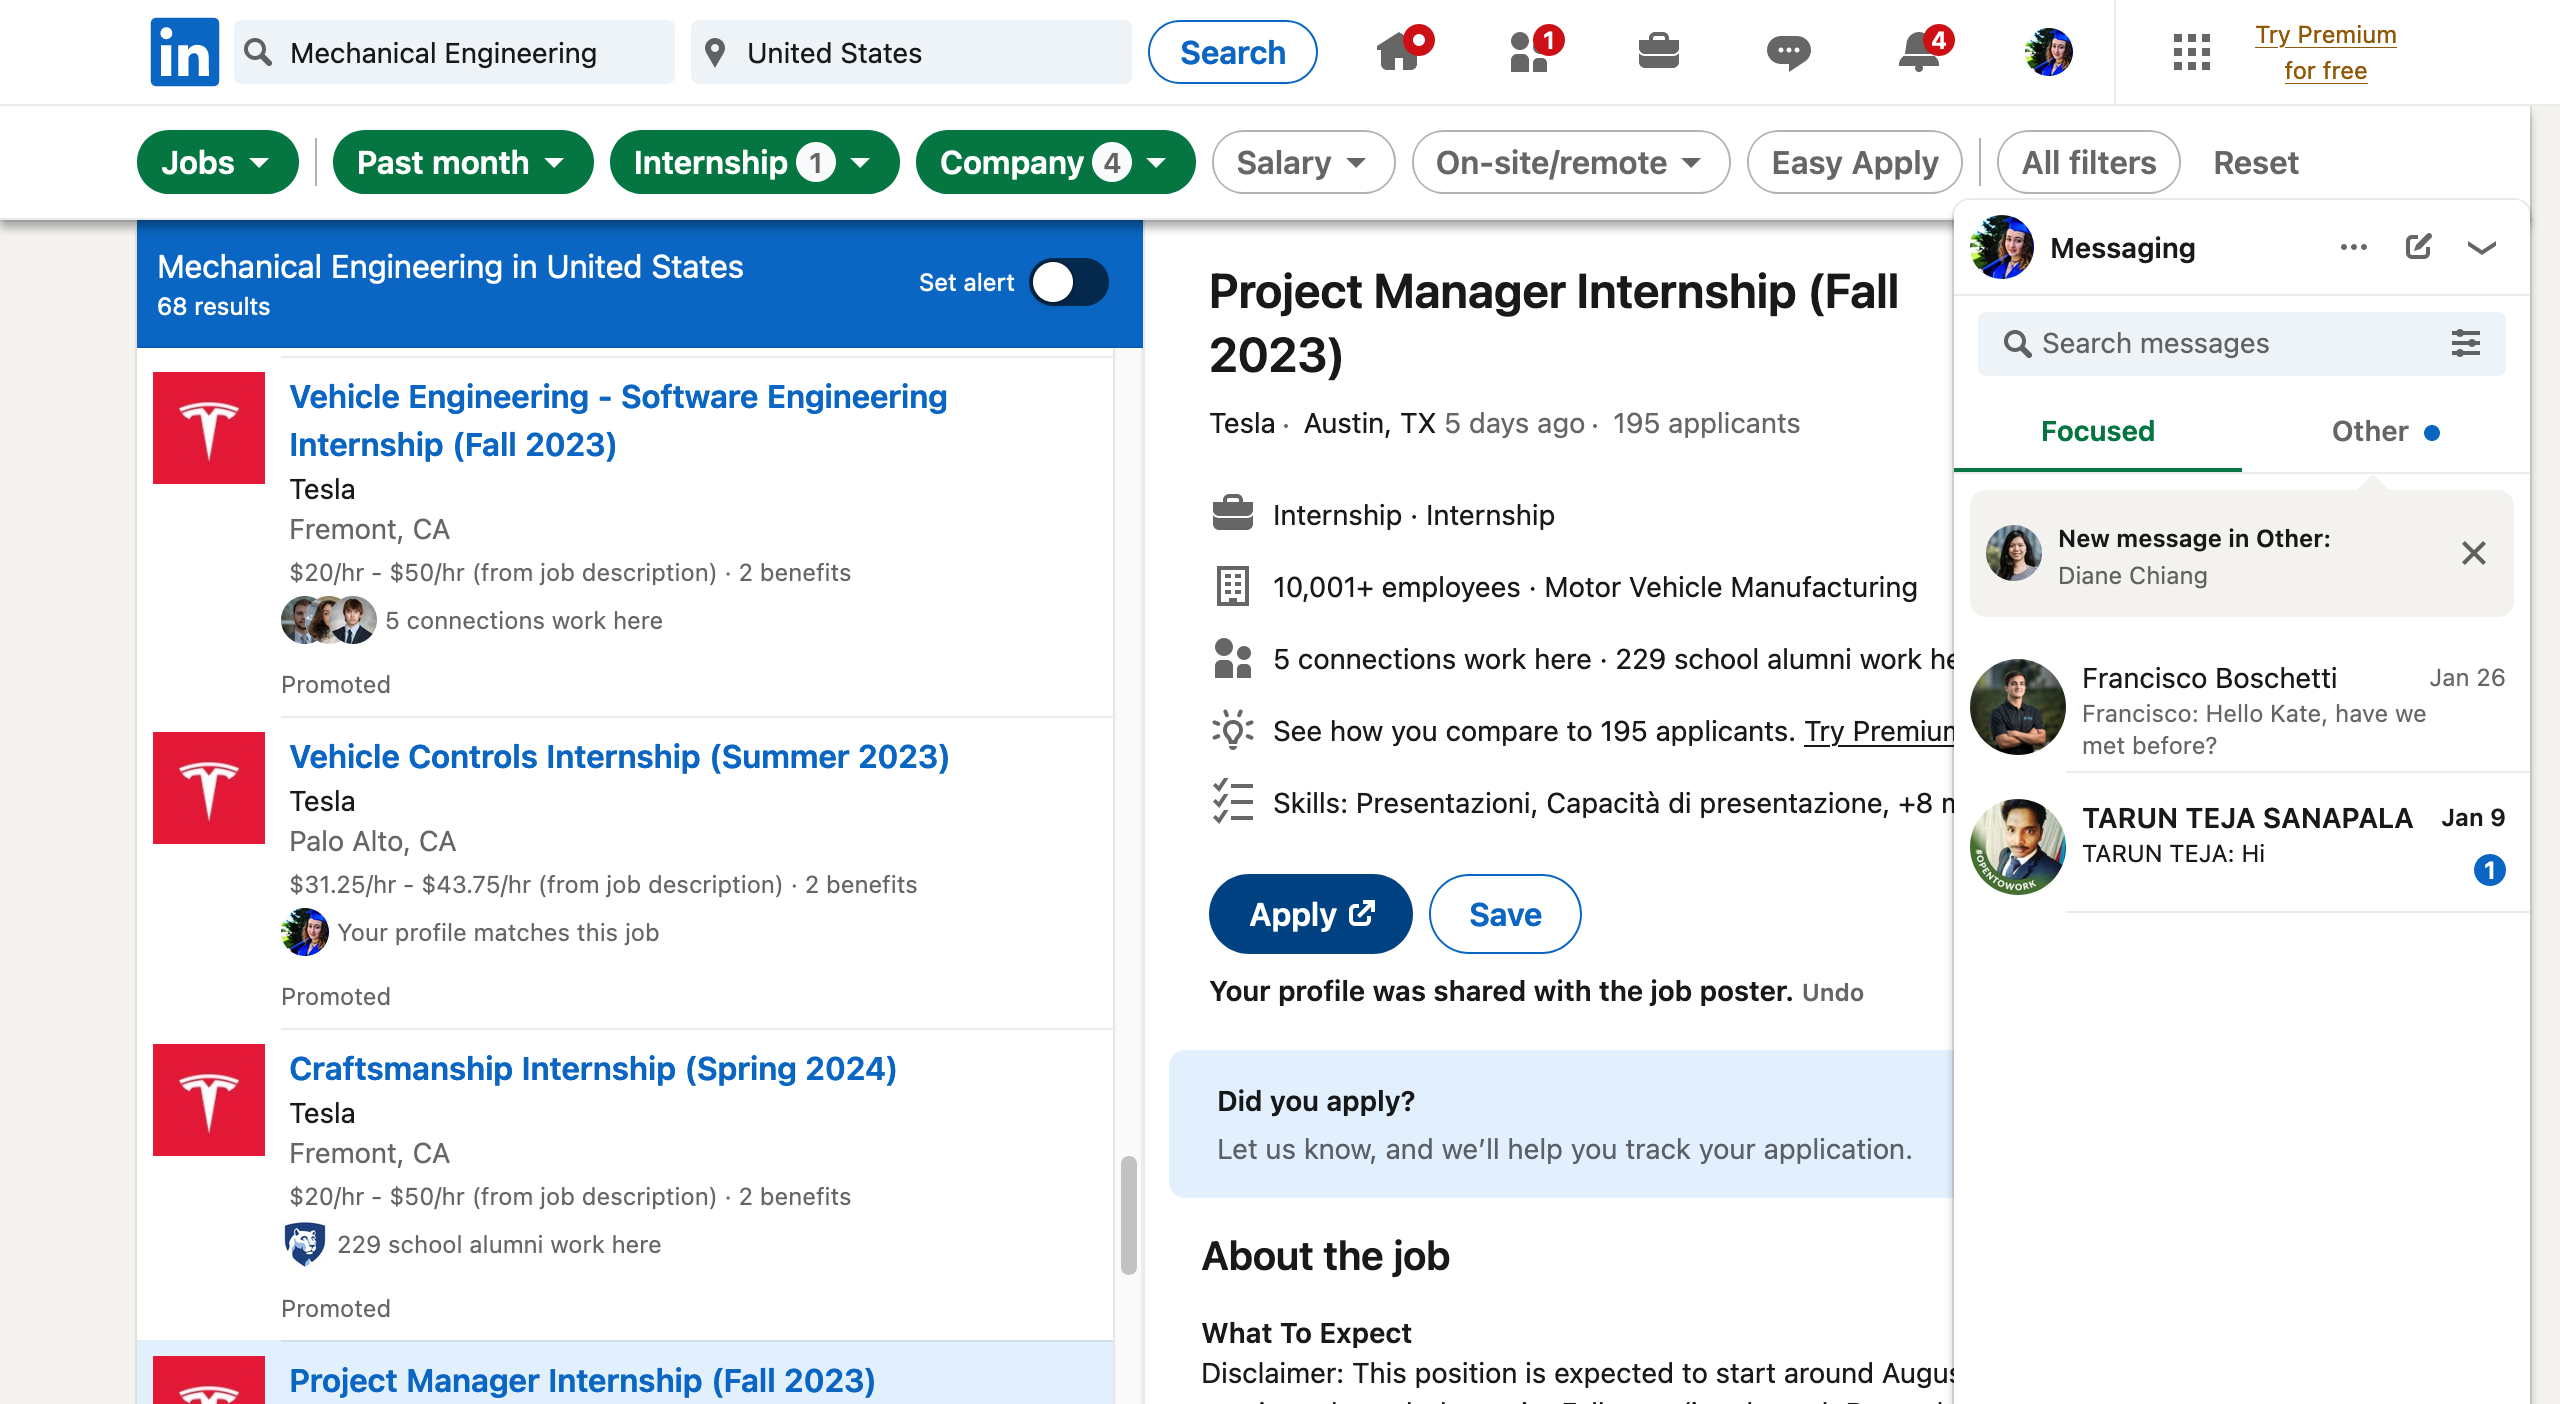 in
Mechanical Engineering
United States
Search
1
4
Try Premium
for free
Jobs
Past month
Internship 1
Company 4
Salary
On-site/remote
Easy Apply
All filters
Reset
Mechanical Engineering in United States
68 results
Set alert
Vehicle Engineering - Software Engineering
Internship (Fall 2023)
Tesla
Fremont, CA
$20/hr - $50/hr (from job description) · 2 benefits
5 connections work here
Promoted
Vehicle Controls Internship (Summer 2023)
Tesla
Palo Alto, CA
$31.25/hr - $43.75/hr (from job description) · 2 benefits
Your profile matches this job
Promoted
Craftsmanship Internship (Spring 2024)
Tesla
Fremont, CA
$20/hr - $50/hr (from job description) · 2 benefits
229 school alumni work here
Promoted
Project Manager Internship (Fall 2023)
Project Manager Internship (Fall
2023)
Tesla · Austin, TX 5 days ago · 195 applicants
Internship · Internship
10,001+ employees · Motor Vehicle Manufacturing
5 connections work here · 229 school alumni work he
See how you compare to 195 applicants. Try Premium
Skills: Presentazioni, Capacità di presentazione, +8 m
Apply
Save
Your profile was shared with the job poster. Undo
Did you apply?
Let us know, and we’ll help you track your application.
About the job
What To Expect
Disclaimer: This position is expected to start around Augus
Messaging
Search messages
Focused
Other
New message in Other:
Diane Chiang
Francisco Boschetti
Jan 26
Francisco: Hello Kate, have we
met before?
#OPENTOWORK
TARUN TEJA SANAPALA
Jan 9
TARUN TEJA: Hi
1